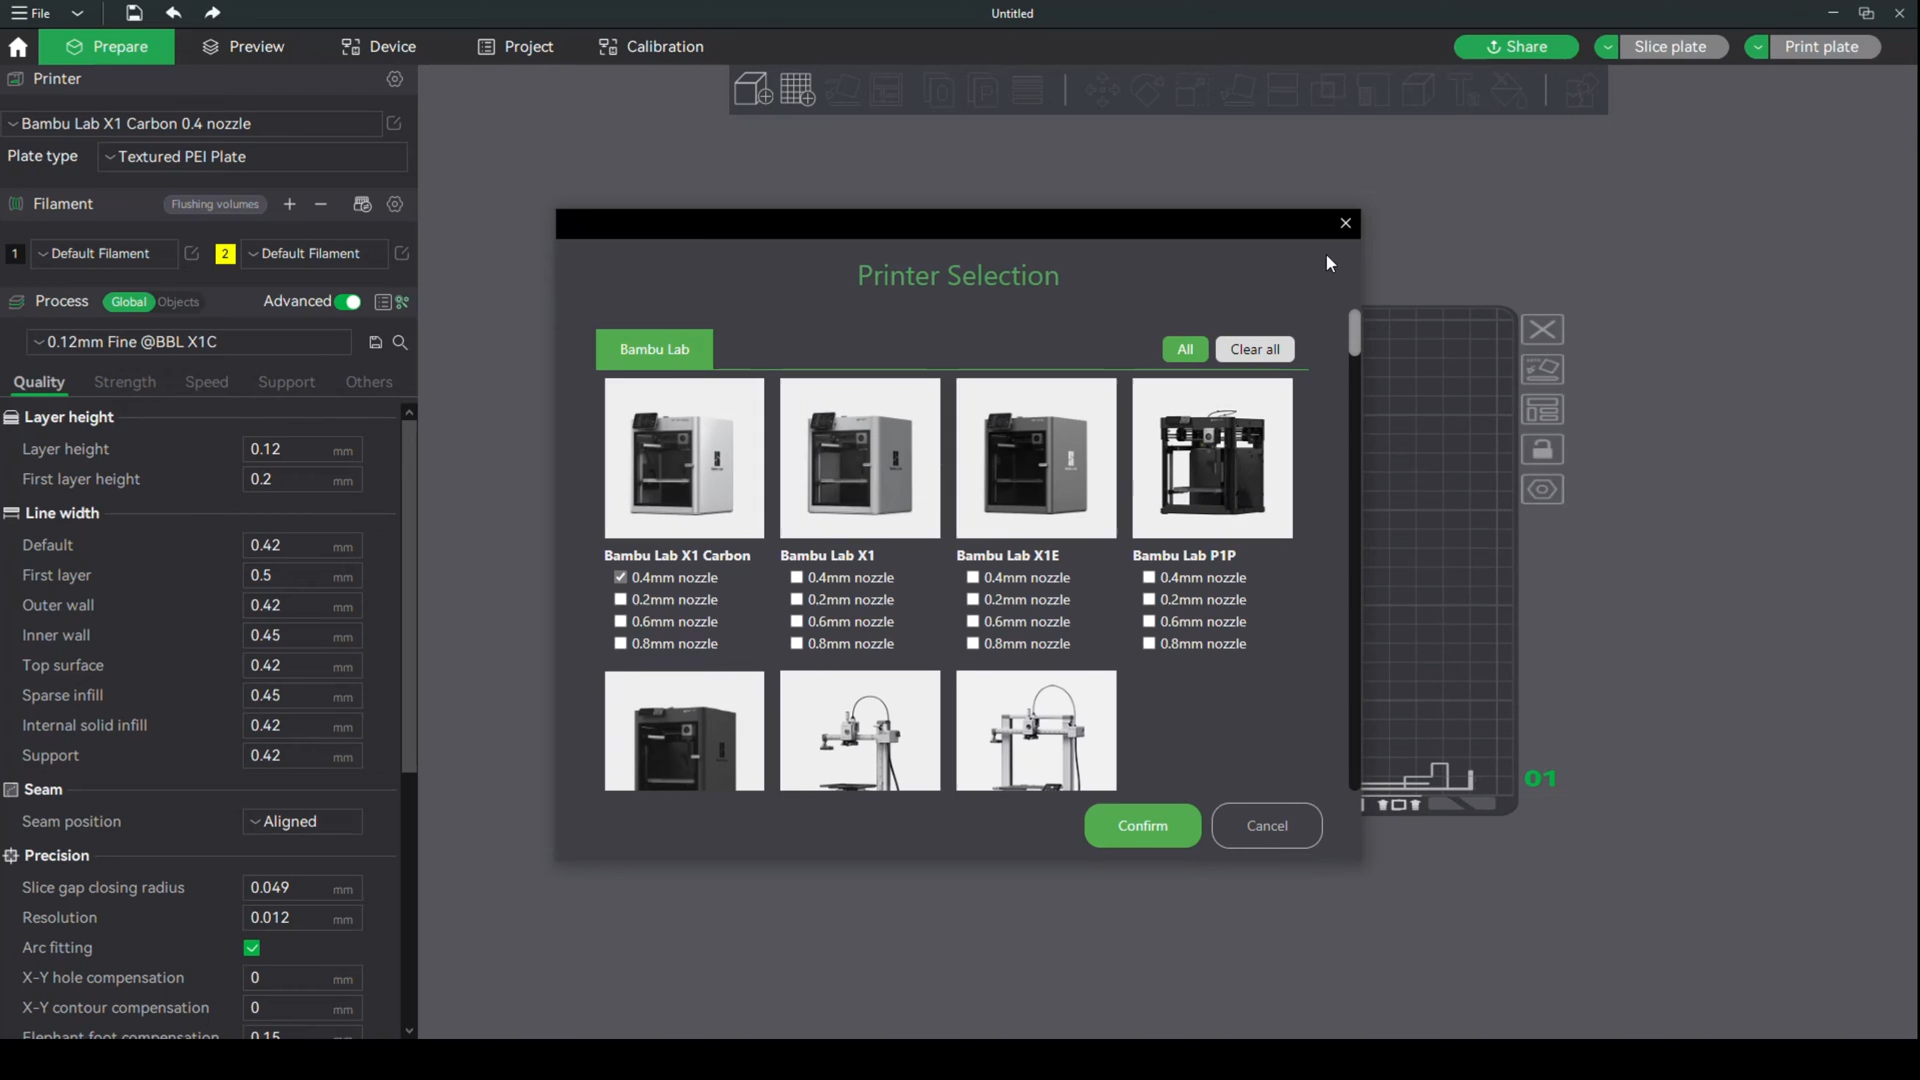 File
Untitled
Prepare
Preview
Device
Project
Calibration
Share
Slice plate
Print plate
Printer
Bambu Lab X1 Carbon 0.4 nozzle
Plate type
Textured PEI Plate
Filament
Flushing volumes
1
Default Filament
2
Default Filament
Process
Global
Objects
Advanced
0.12mm Fine @BBL X1C
Quality
Strength
Speed
Support
Others
Layer height
Layer height 0.12 mm
First layer height 0.2 mm
Line width
Default 0.42 mm
First layer 0.5 mm
Outer wall 0.42 mm
Inner wall 0.45 mm
Top surface 0.42 mm
Sparse infill 0.45 mm
Internal solid infill 0.42 mm
Support 0.42 mm
Seam
Seam position Aligned
Precision
Slice gap closing radius 0.049 mm
Resolution 0.012 mm
Arc fitting
X-Y hole compensation 0 mm
X-Y contour compensation 0 mm
Elephant foot compensation 0.15
Printer Selection
Bambu Lab
All
Clear all
Bambu Lab X1 Carbon
0.4mm nozzle
0.2mm nozzle
0.6mm nozzle
0.8mm nozzle
Bambu Lab X1
0.4mm nozzle
0.2mm nozzle
0.6mm nozzle
0.8mm nozzle
Bambu Lab X1E
0.4mm nozzle
0.2mm nozzle
0.6mm nozzle
0.8mm nozzle
Bambu Lab P1P
0.4mm nozzle
0.2mm nozzle
0.6mm nozzle
0.8mm nozzle
Confirm
Cancel
01